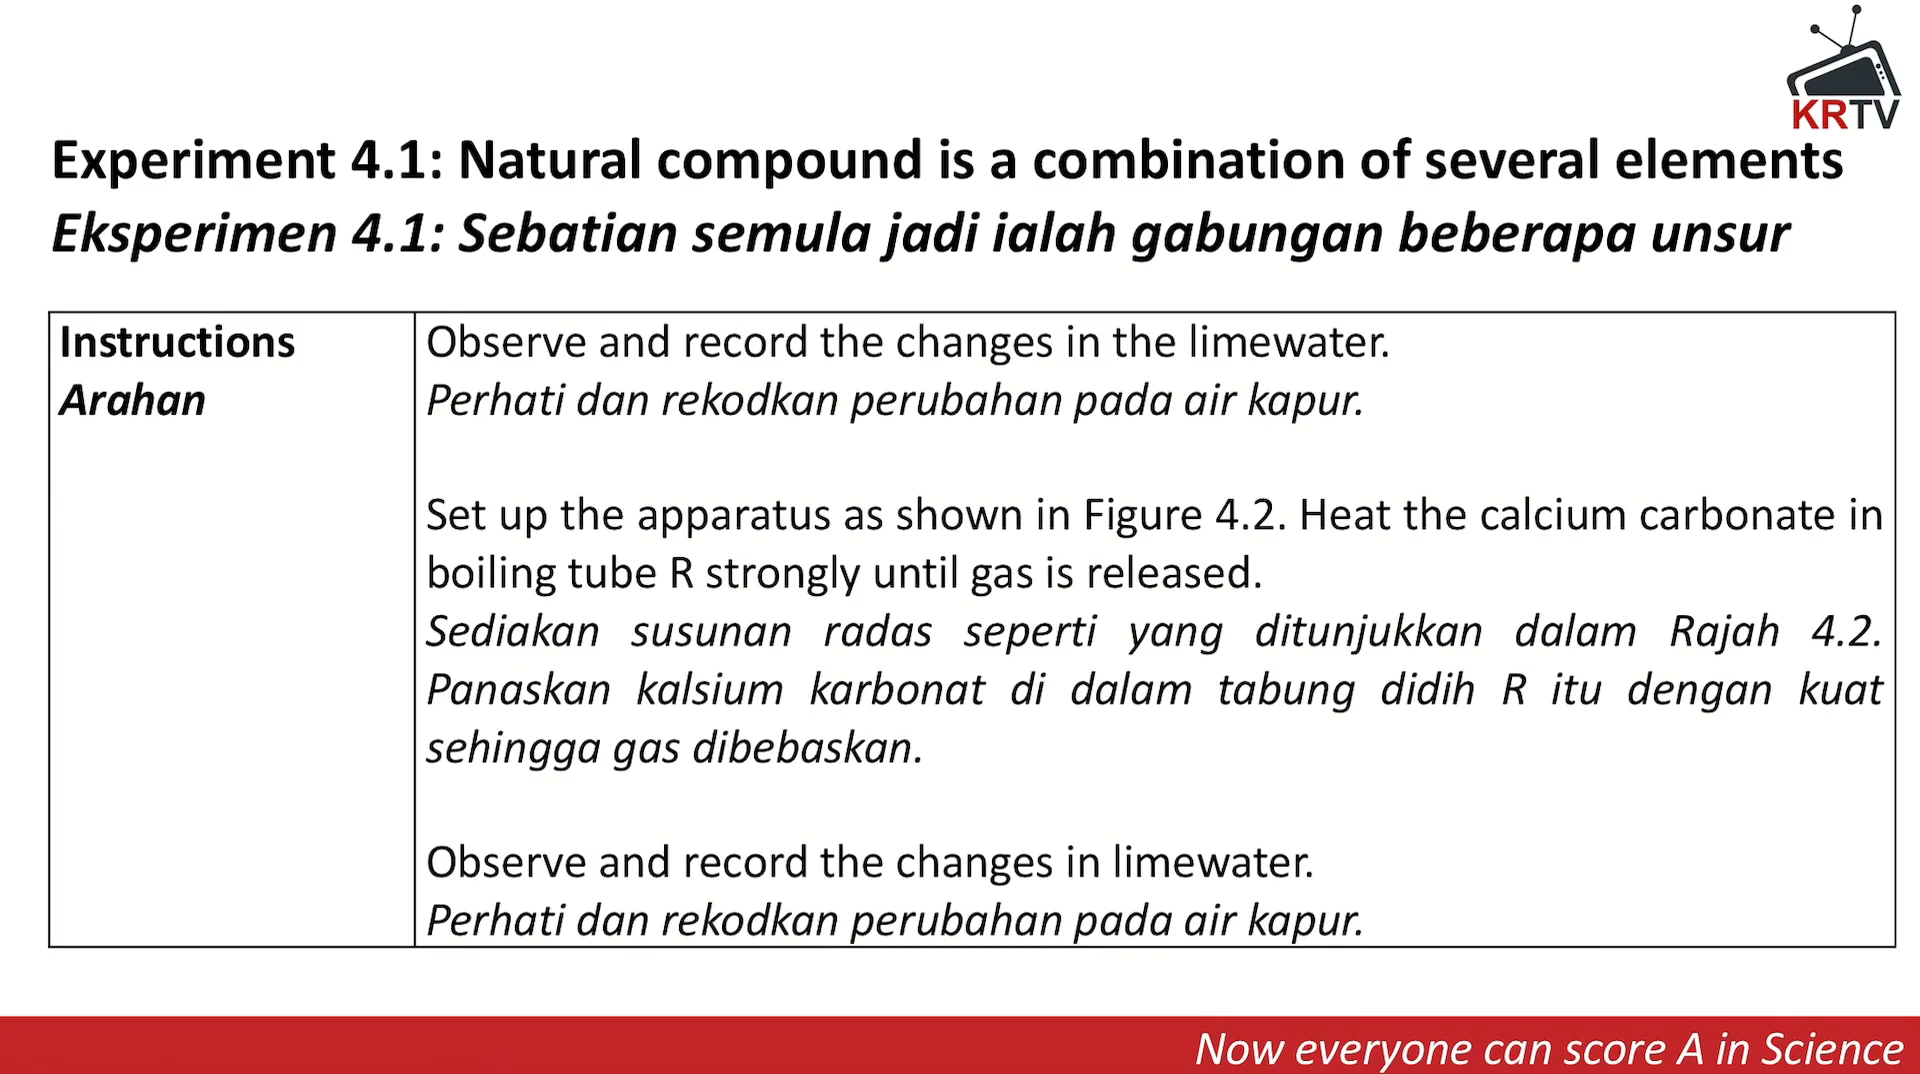 KRTV
Experiment 4.1: Natural compound is a combination of several elements
Eksperimen 4.1: Sebatian semula jadi ialah gabungan beberapa unsur
Instructions
Arahan
Observe and record the changes in the limewater.
Perhati dan rekodkan perubahan pada air kapur.
Set up the apparatus as shown in Figure 4.2. Heat the calcium carbonate in
boiling tube R strongly until gas is released.
Sediakan susunan radas seperti yang ditunjukkan dalam Rajah 4.2.
Panaskan kalsium karbonat di dalam tabung didih R itu dengan kuat
sehingga gas dibebaskan.
Observe and record the changes in limewater.
Perhati dan rekodkan perubahan pada air kapur.
Now everyone can score A in Science